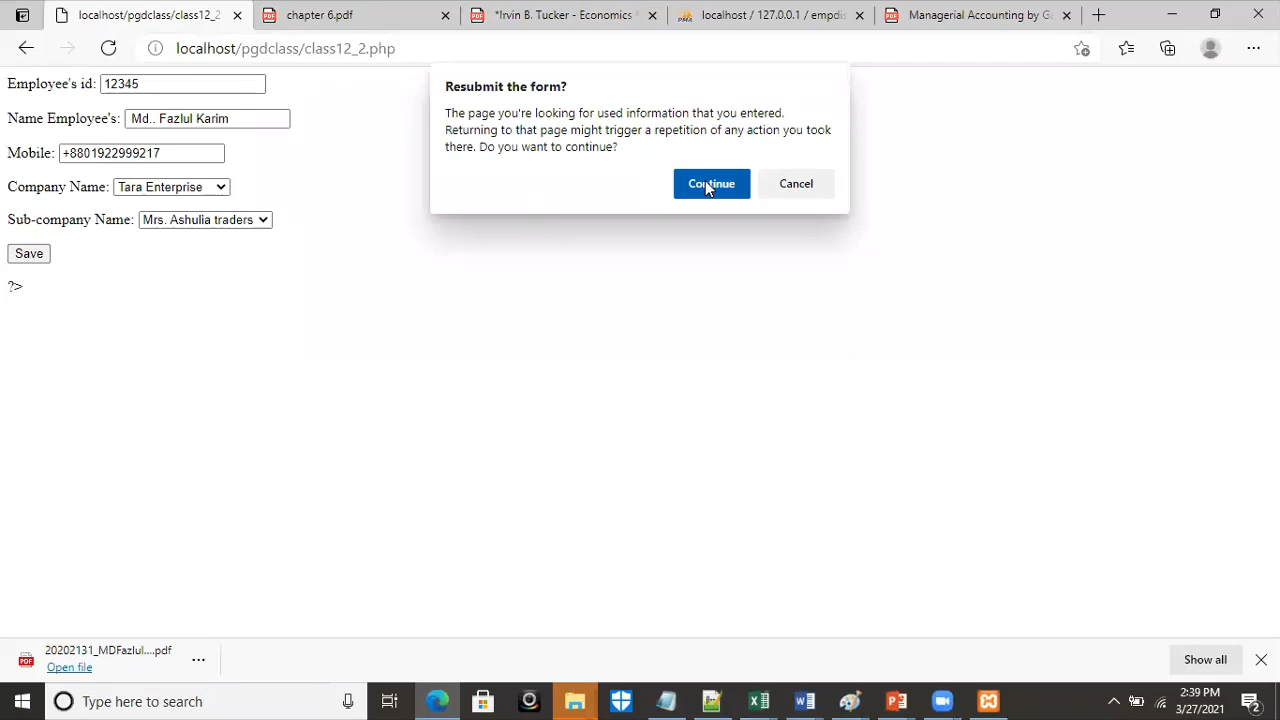 localhost/pgdclass/class12_2
chapter 6.pdf
*Irvin B. Tucker - Economics
localhost / 127.0.0.1 / empdis
Managerial Accounting by Ge
localhost/pgdclass/class12_2.php
Employee's id: 12345
Name Employee's: Md.. Fazlul Karim
Mobile: +8801922999217
Company Name: Tara Enterprise
Sub-company Name: Mrs. Ashulia traders
Save
?>
Resubmit the form?
The page you're looking for used information that you entered.
Returning to that page might trigger a repetition of any action you took
there. Do you want to continue?
Continue
Cancel
20202131_MDFazlul....pdf
Open file
Show all
Type here to search
2:39 PM
3/27/2021
2